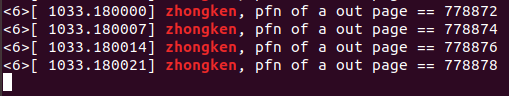 <6>[ 1033.180000] zhongken, pfn of a out page == 778872
<6>[ 1033.180007] zhongken, pfn of a out page == 778874
<6>[ 1033.180014] zhongken, pfn of a out page == 778876
<6>[ 1033.180021] zhongken, pfn of a out page == 778878